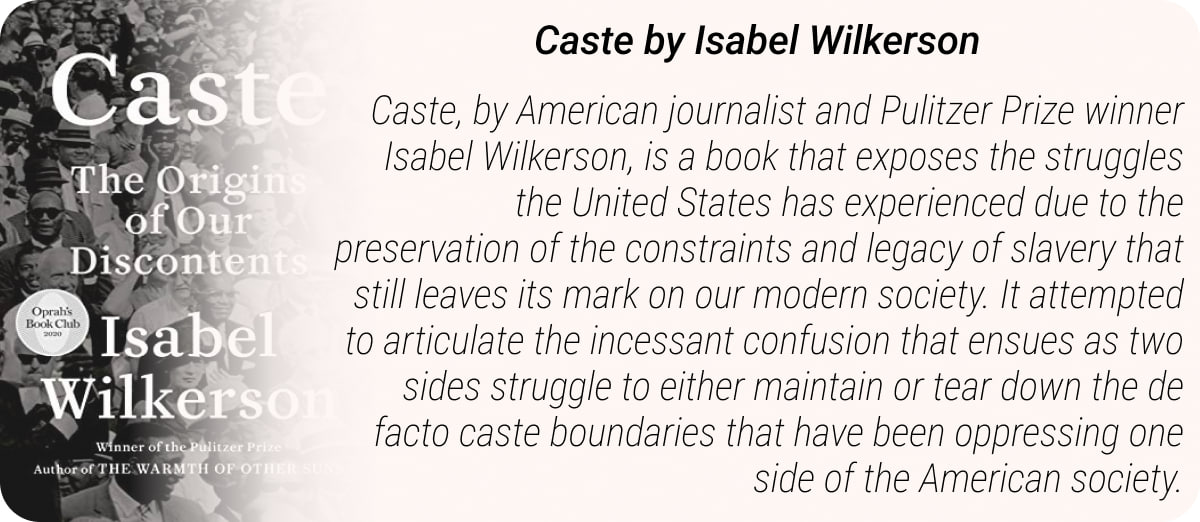 Caste
The Origins
of Our
Discontents
Oprah's
Book Club
2020
Isabel
Wilkerson
Winner of the Pulitzer Prize
Author of THE WARMTH OF OTHER SUNS
Caste by Isabel Wilkerson
Caste, by American journalist and Pulitzer Prize winner
Isabel Wilkerson, is a book that exposes the struggles
the United States has experienced due to the
preservation of the constraints and legacy of slavery that
still leaves its mark on our modern society. It attempted
to articulate the incessant confusion that ensues as two
sides struggle to either maintain or tear down the de
facto caste boundaries that have been oppressing one
side of the American society.